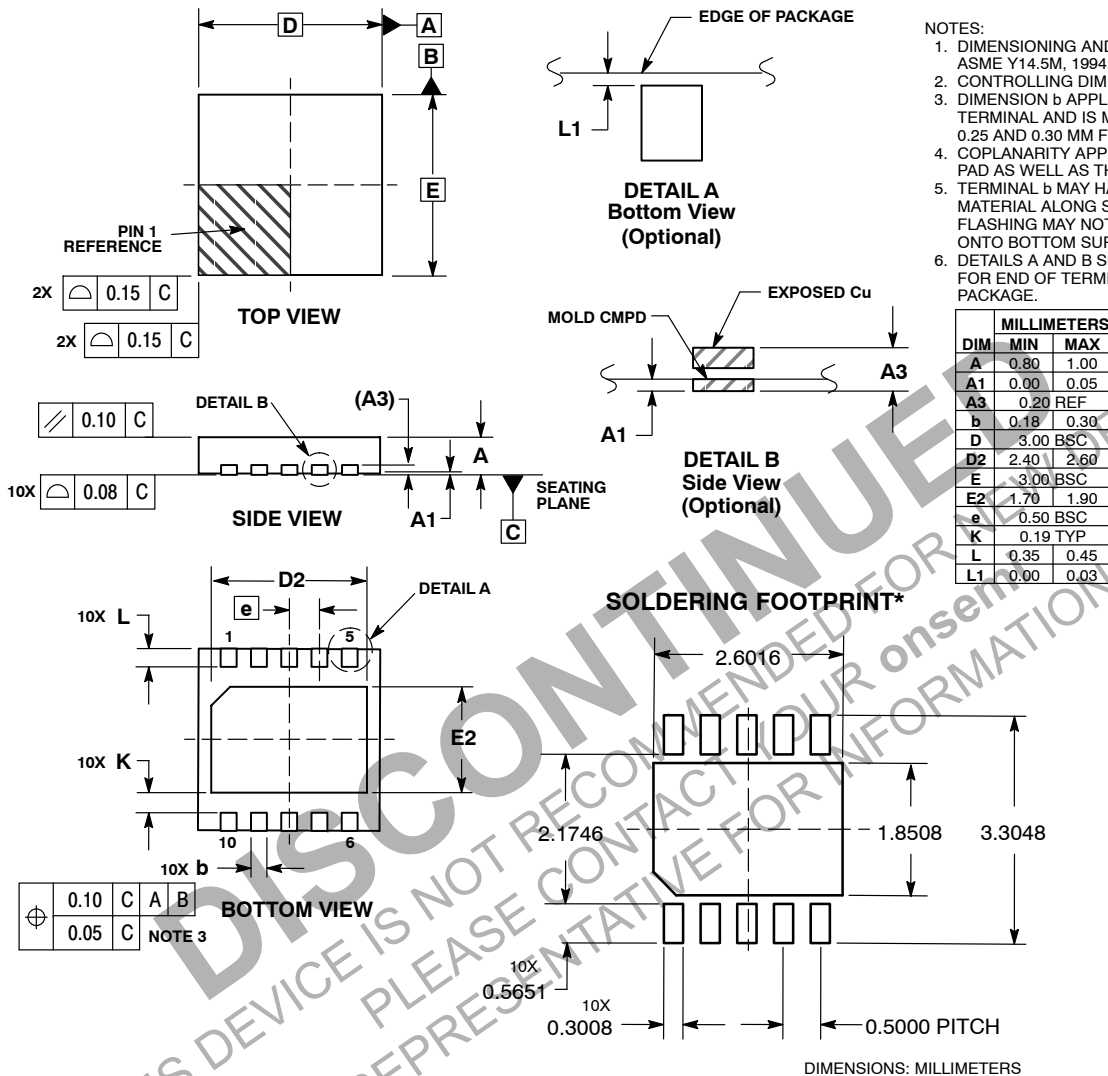 D
A
B
E
PIN 1
REFERENCE
2X 0.15 C
2X 0.15 C
TOP VIEW
EDGE OF PACKAGE
L1
DETAIL A
Bottom View
(Optional)
EXPOSED Cu
MOLD CMPD
A3
A1
DETAIL B
Side View
(Optional)
0.10 C
10X 0.08 C
DETAIL B
(A3)
A
A1
SEATING
PLANE
C
SIDE VIEW
NOTES:
1. DIMENSIONING AND
ASME Y14.5M, 1994
2. CONTROLLING DIM
3. DIMENSION b APPL
TERMINAL AND IS M
0.25 AND 0.30 MM F
4. COPLANARITY APP
PAD AS WELL AS TH
5. TERMINAL b MAY HA
MATERIAL ALONG S
FLASHING MAY NOT
ONTO BOTTOM SUR
6. DETAILS A AND B S
FOR END OF TERMI
PACKAGE.
MILLIMETERS
DIM MIN MAX
A 0.80 1.00
A1 0.00 0.05
A3 0.20 REF
b 0.18 0.30
D 3.00 BSC
D2 2.40 2.60
E 3.00 BSC
E2 1.70 1.90
e 0.50 BSC
K 0.19 TYP
L 0.35 0.45
L1 0.00 0.03
D2
e
DETAIL A
10X L
1 5
E2
10X K
10 6
10X b
0.10 C A B
0.05 C NOTE 3
BOTTOM VIEW
SOLDERING FOOTPRINT*
2.6016
2.1746
1.8508
3.3048
10X
0.5651
10X
0.3008
0.5000 PITCH
DIMENSIONS: MILLIMETERS
DISCONTINUED
IS DEVICE IS NOT RECOMMENDED FOR NEW DE
PLEASE CONTACT YOUR onsemi
REPRESENTATIVE FOR INFORMATION